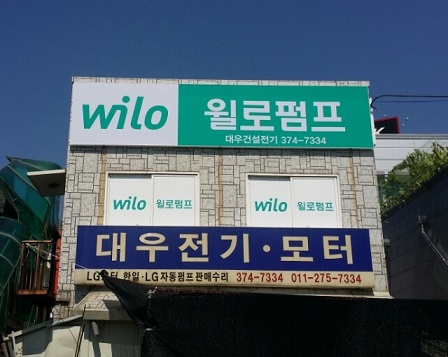 wilo 윌로펌프
대우건설전기 374-7334
wilo 윌로펌프 wilo 윌로펌프
대우전기·모터
한일·LG자동펌프판매수리 374-7334 011-275-7334